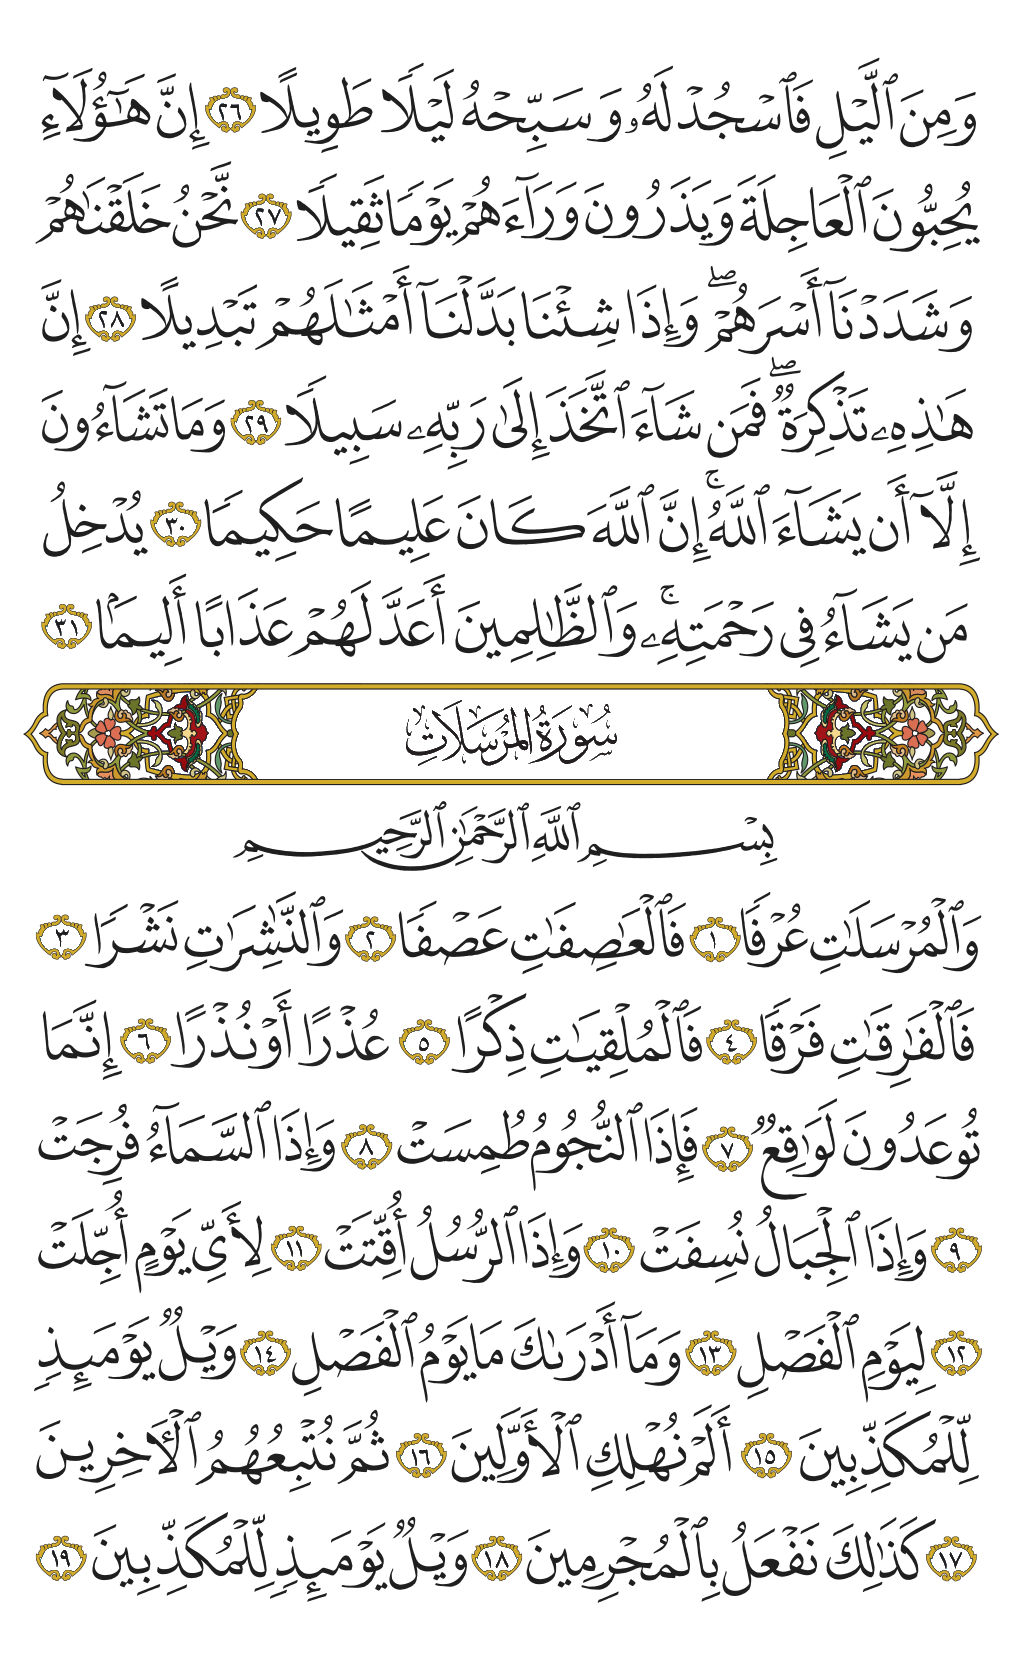 وَمِنَ ٱلَّيۡلِ فَٱسۡجُدۡ لَهُۥ وَسَبِّحۡهُ لَيۡلٗا طَوِيلًا ٢٦ إِنَّ هَٰٓؤُلَآءِ
يُحِبُّونَ ٱلۡعَاجِلَةَ وَيَذَرُونَ وَرَآءَهُمۡ يَوۡمٗا ثَقِيلٗا ٢٧ نَّحۡنُ خَلَقۡنَٰهُمۡ
وَشَدَدۡنَآ أَسۡرَهُمۡۖ وَإِذَا شِئۡنَا بَدَّلۡنَآ أَمۡثَٰلَهُمۡ تَبۡدِيلًا ٢٨ إِنَّ
هَٰذِهِۦ تَذۡكِرَةٞۖ فَمَن شَآءَ ٱتَّخَذَ إِلَىٰ رَبِّهِۦ سَبِيلٗا ٢٩ وَمَا تَشَآءُونَ
إِلَّآ أَن يَشَآءَ ٱللَّهُۚ إِنَّ ٱللَّهَ كَانَ عَلِيمًا حَكِيمٗا ٣٠ يُدۡخِلُ
مَن يَشَآءُ فِي رَحۡمَتِهِۦۚ وَٱلظَّٰلِمِينَ أَعَدَّ لَهُمۡ عَذَابًا أَلِيمَۢا ٣١
سُورَةُ المُرۡسَلَاتِ
بِسۡمِ ٱللَّهِ ٱلرَّحۡمَٰنِ ٱلرَّحِيمِ
وَٱلۡمُرۡسَلَٰتِ عُرۡفٗا ١ فَٱلۡعَٰصِفَٰتِ عَصۡفٗا ٢ وَٱلنَّٰشِرَٰتِ نَشۡرٗا ٣
فَٱلۡفَٰرِقَٰتِ فَرۡقٗا ٤ فَٱلۡمُلۡقِيَٰتِ ذِكۡرًا ٥ عُذۡرًا أَوۡ نُذۡرًا ٦ إِنَّمَا
تُوعَدُونَ لَوَٰقِعٞ ٧ فَإِذَا ٱلنُّجُومُ طُمِسَتۡ ٨ وَإِذَا ٱلسَّمَآءُ فُرِجَتۡ
٩ وَإِذَا ٱلۡجِبَالُ نُسِفَتۡ ١٠ وَإِذَا ٱلرُّسُلُ أُقِّتَتۡ ١١ لِأَيِّ يَوۡمٍ أُجِّلَتۡ
١٢ لِيَوۡمِ ٱلۡفَصۡلِ ١٣ وَمَآ أَدۡرَىٰكَ مَا يَوۡمُ ٱلۡفَصۡلِ ١٤ وَيۡلٞ يَوۡمَئِذٖ
لِّلۡمُكَذِّبِينَ ١٥ أَلَمۡ نُهۡلِكِ ٱلۡأَوَّلِينَ ١٦ ثُمَّ نُتۡبِعُهُمُ ٱلۡأٓخِرِينَ
١٧ كَذَٰلِكَ نَفۡعَلُ بِٱلۡمُجۡرِمِينَ ١٨ وَيۡلٞ يَوۡمَئِذٖ لِّلۡمُكَذِّبِينَ ١٩